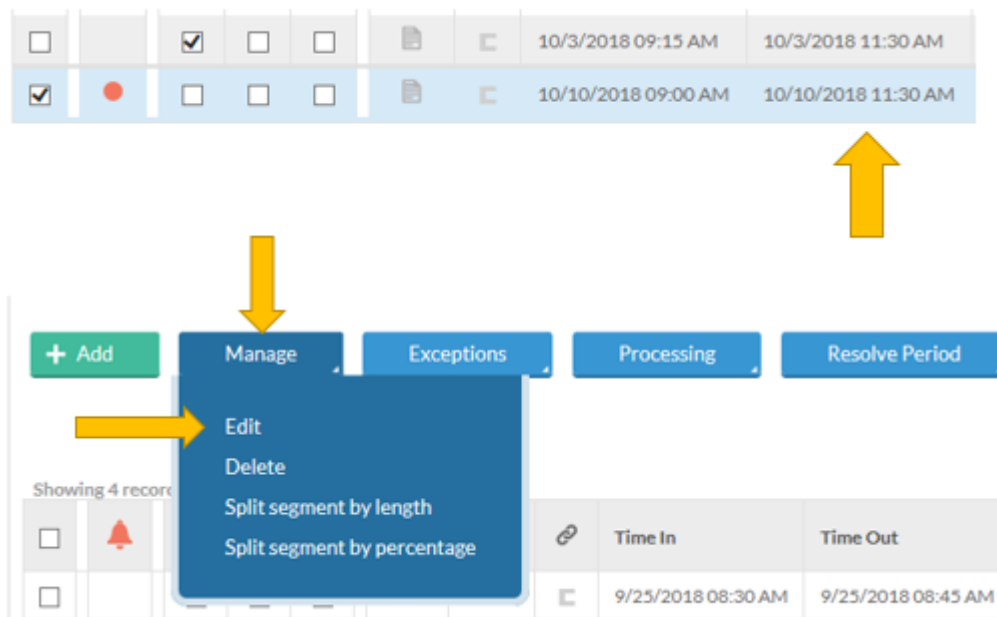 10/3/2018 09:15 AM 10/3/2018 11:30 AM
10/10/2018 09:00 AM 10/10/2018 11:30 AM
+ Add Manage Exceptions Processing Resolve Period
Edit
Delete
Split segment by length
Split segment by percentage
Showing 4
Time In Time Out
9/25/2018 08:30 AM 9/25/2018 08:45 AM